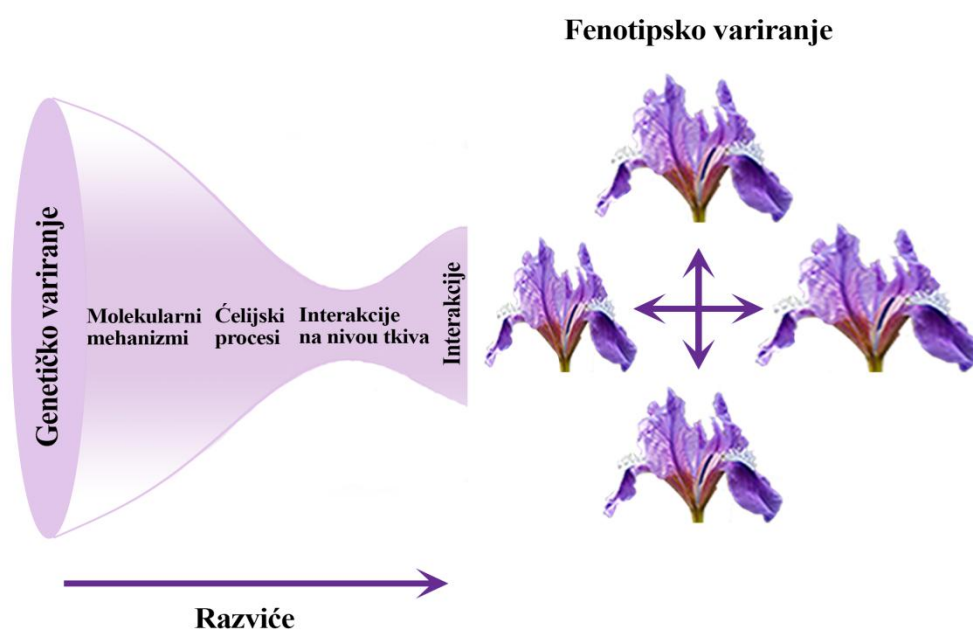 Fenotipsko variranje
Genetičko variranje
Molekularni
mehanizmi
Ćelijski
procesi
Interakcije
na nivou tkiva
Interakcije
Razviće